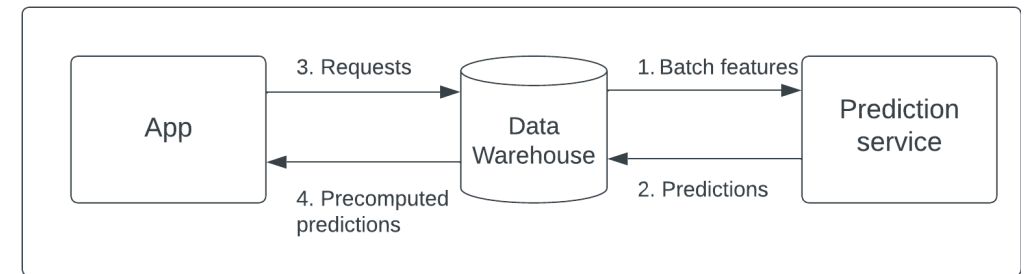 App
3. Requests
4. Precomputed
predictions
Data
Warehouse
1. Batch features
2. Predictions
Prediction
service